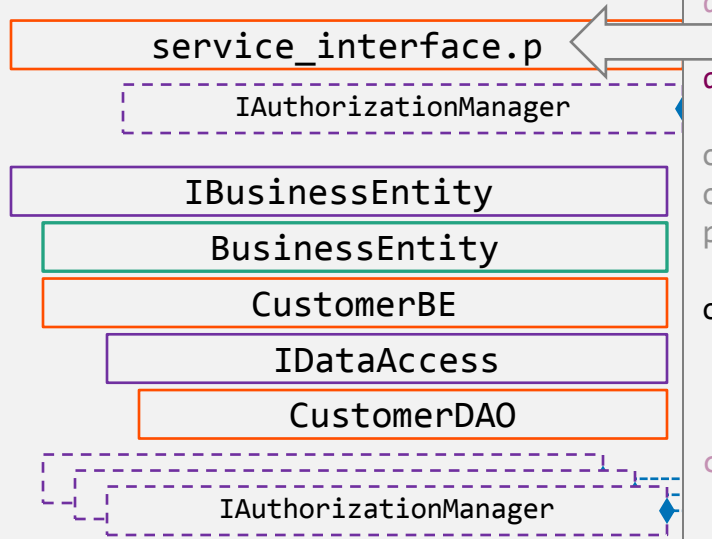 service_interface.p
IAuthorizationManager
IBusinessEntity
BusinessEntity
CustomerBE
IDataAccess
CustomerDAO
IAuthorizationManager